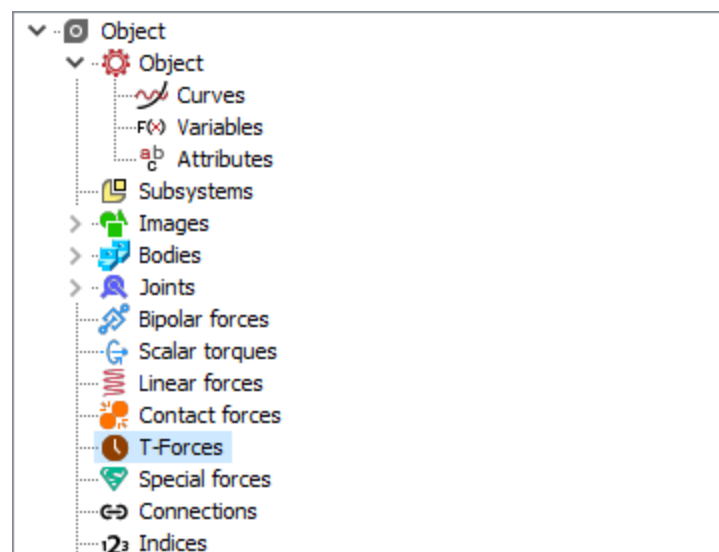 Object
Object
Curves
F(x) Variables
abc Attributes
Subsystems
Images
Bodies
Joints
Bipolar forces
Scalar torques
Linear forces
Contact forces
T-Forces
Special forces
Connections
123 Indices